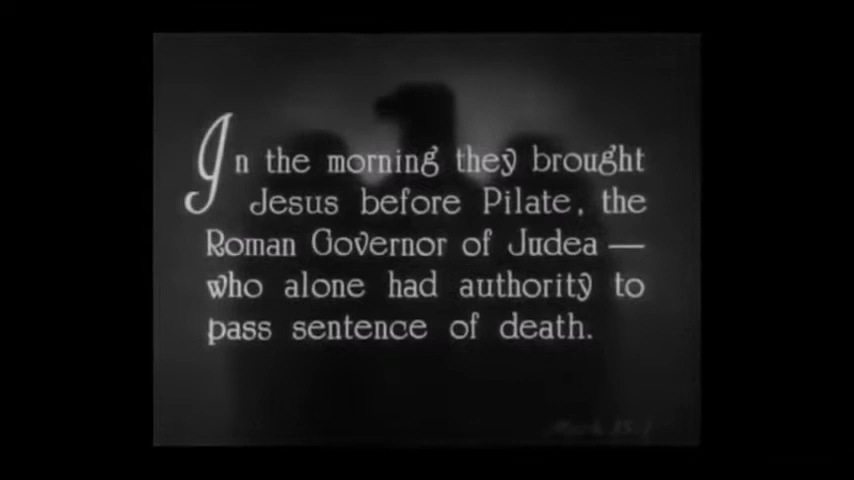 In the morning they brought
Jesus before Pilate, the
Roman Governor of Judea —
who alone had authority to
pass sentence of death.